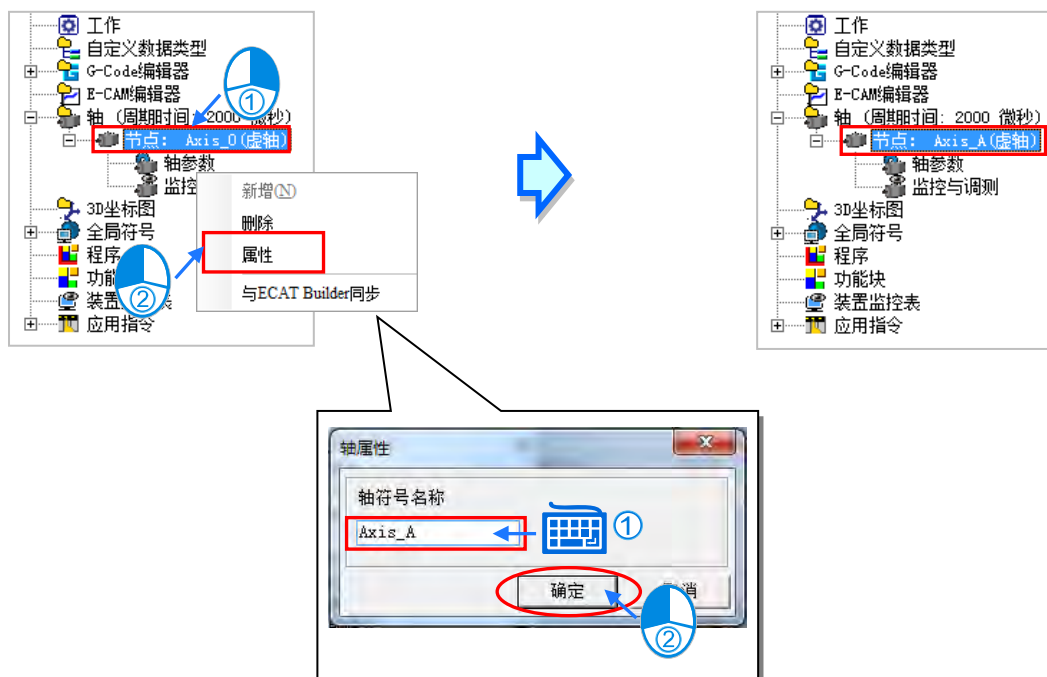 工作
自定义数据类型
G-Code编辑器
E-CAM编辑器
①
轴 (周期时间: 2000 微秒)
节点: Axis_0(虚轴)
轴参数
监控
3D坐标图
全局符号
程序
功能
②
装置 表
应用指令
新增(N)
删除
属性
与ECAT Builder同步
工作
自定义数据类型
G-Code编辑器
E-CAM编辑器
轴 (周期时间: 2000 微秒)
节点: Axis_A(虚轴)
轴参数
监控与调测
3D坐标图
全局符号
程序
功能块
装置监控表
应用指令
轴属性
轴符号名称
Axis_A
①
确定
消
②